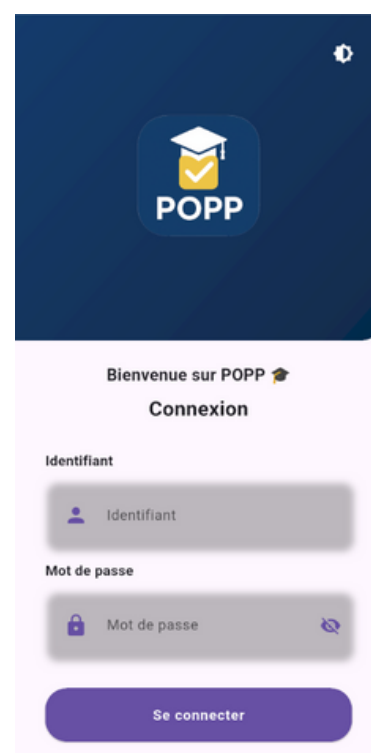 POPP
Bienvenue sur POPP 🎓
Connexion
Identifiant
Identifiant
Mot de passe
Mot de passe
Se connecter